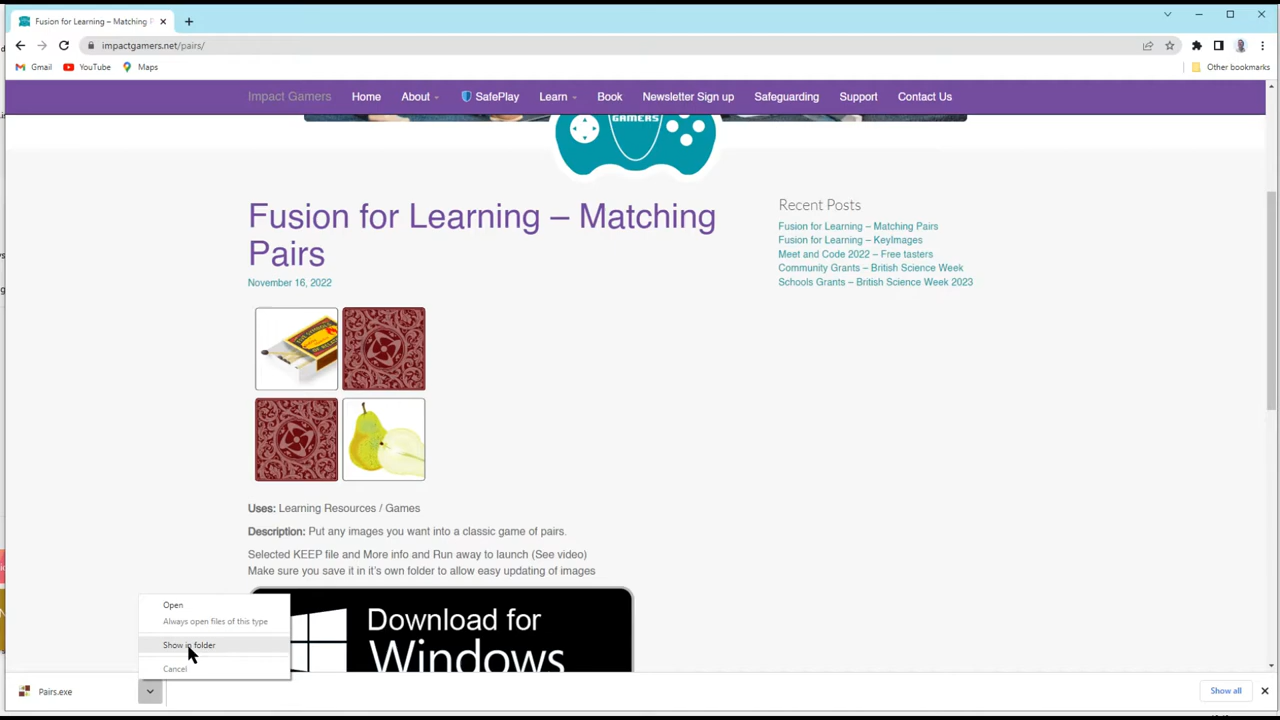 Fusion for Learning – Matching P
impactgamers.net/pairs/
Gmail YouTube Maps Other bookmarks
Impact Gamers Home About SafePlay Learn Book Newsletter Sign up Safeguarding Support Contact Us
GAMERS
Fusion for Learning – Matching
Pairs
November 16, 2022
Uses: Learning Resources / Games
Description: Put any images you want into a classic game of pairs.
Selected KEEP file and More info and Run away to launch (See video)
Make sure you save it in it's own folder to allow easy updating of images
Download for
Windows
Recent Posts
Fusion for Learning – Matching Pairs
Fusion for Learning – KeyImages
Meet and Code 2022 – Free tasters
Community Grants – British Science Week
Schools Grants – British Science Week 2023
Open
Always open files of this type
Show in folder
Cancel
Pairs.exe
Show all